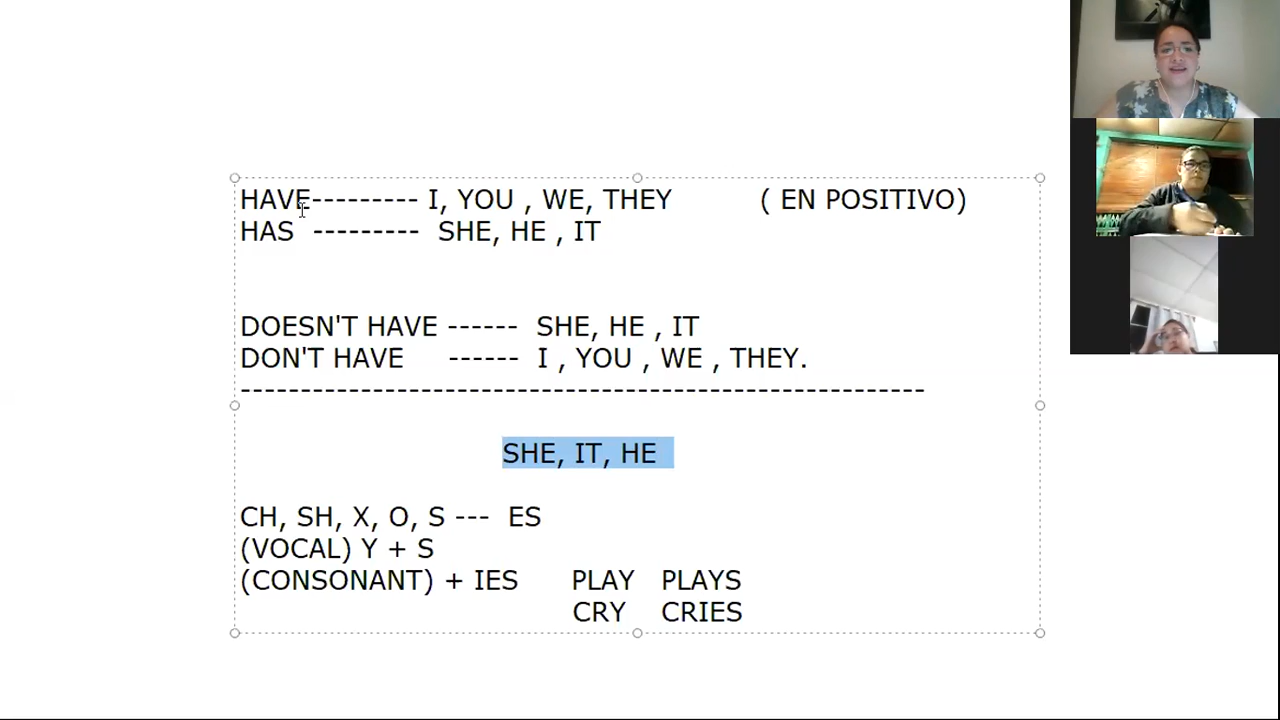 HAVE--------- I, YOU , WE, THEY ( EN POSITIVO)
HAS --------- SHE, HE , IT
DOESN'T HAVE ------ SHE, HE , IT
DON'T HAVE ------ I , YOU , WE , THEY.
---------------------------------------------------------
SHE, IT, HE
CH, SH, X, O, S --- ES
(VOCAL) Y + S
(CONSONANT) + IES PLAY PLAYS
CRY CRIES